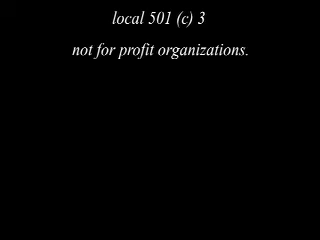 local 501 (c) 3
not for profit organizations.